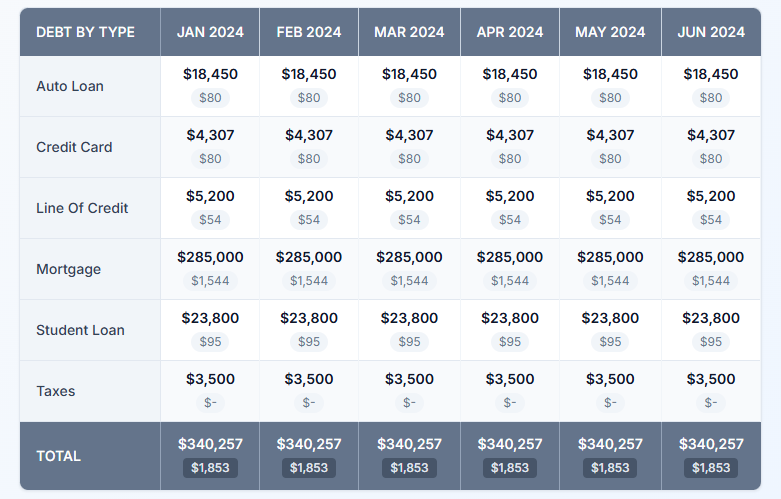 DEBT BY TYPE JAN 2024 FEB 2024 MAR 2024 APR 2024 MAY 2024 JUN 2024
Auto Loan $18,450 $18,450 $18,450 $18,450 $18,450 $18,450
$80 $80 $80 $80 $80 $80
Credit Card $4,307 $4,307 $4,307 $4,307 $4,307 $4,307
$80 $80 $80 $80 $80 $80
Line Of Credit $5,200 $5,200 $5,200 $5,200 $5,200 $5,200
$54 $54 $54 $54 $54 $54
Mortgage $285,000 $285,000 $285,000 $285,000 $285,000 $285,000
$1,544 $1,544 $1,544 $1,544 $1,544 $1,544
Student Loan $23,800 $23,800 $23,800 $23,800 $23,800 $23,800
$95 $95 $95 $95 $95 $95
Taxes $3,500 $3,500 $3,500 $3,500 $3,500 $3,500
$- $- $- $- $- $-
TOTAL $340,257 $340,257 $340,257 $340,257 $340,257 $340,257
$1,853 $1,853 $1,853 $1,853 $1,853 $1,853